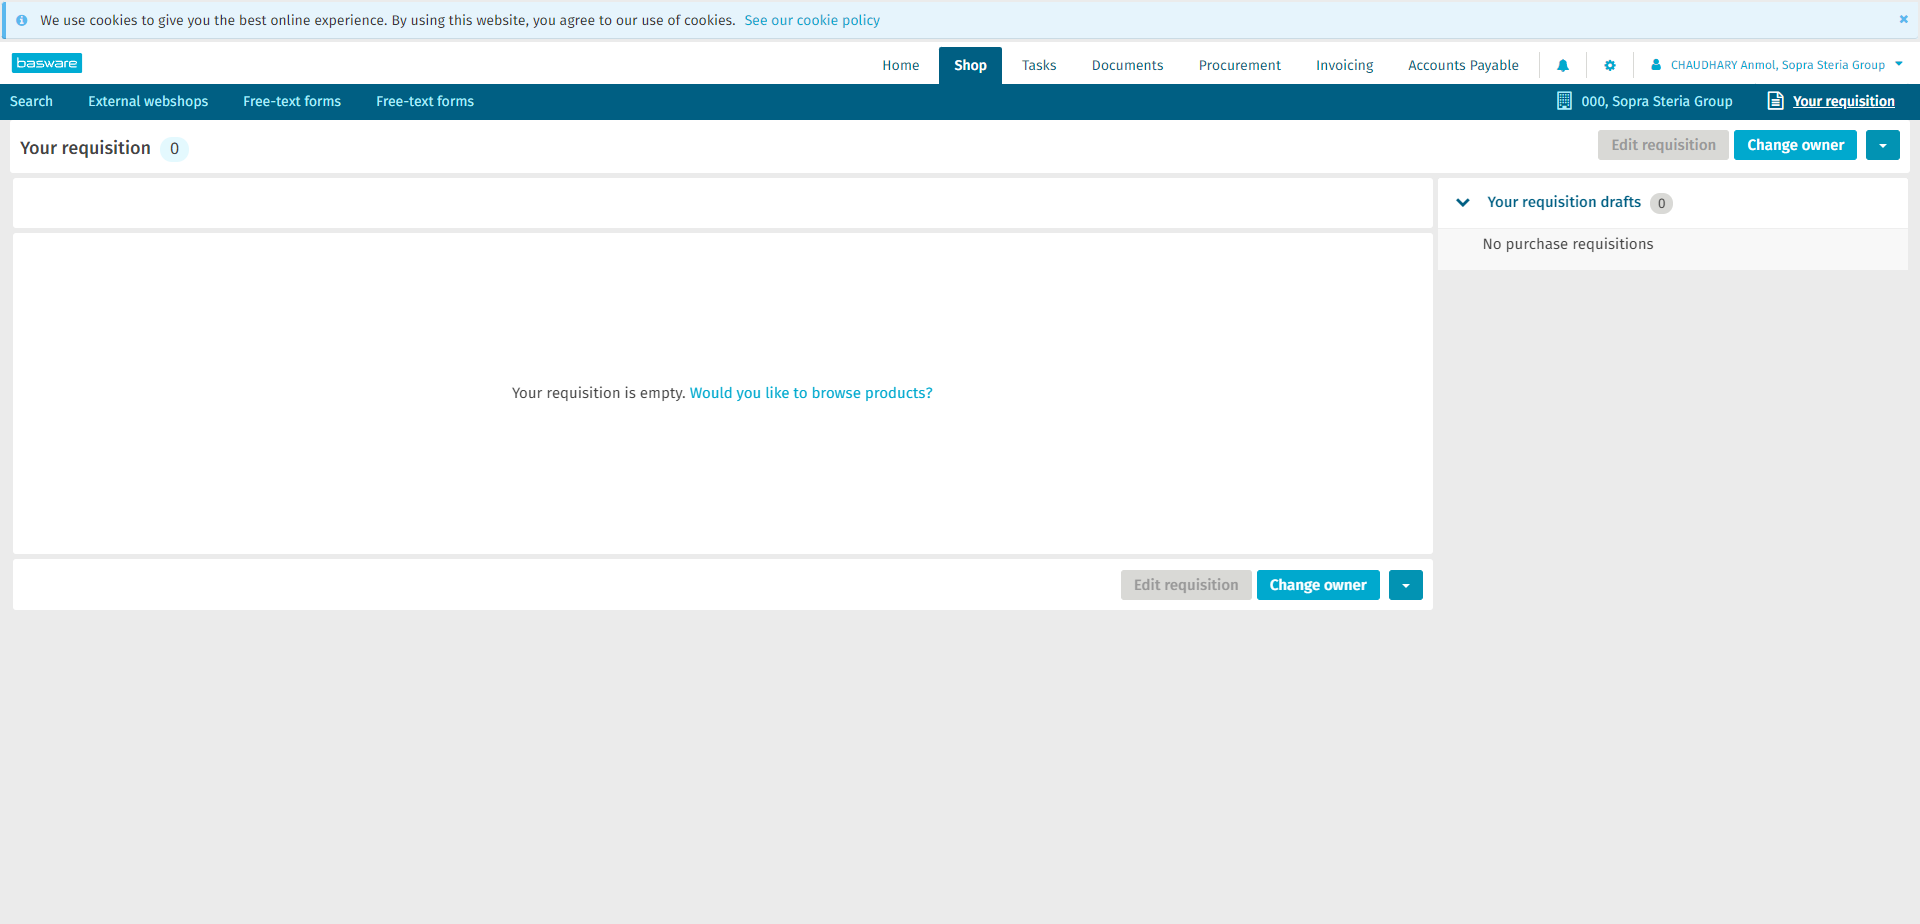 We use cookies to give you the best online experience. By using this website, you agree to our use of cookies. See our cookie policy
basware
Home Shop Tasks Documents Procurement Invoicing Accounts Payable CHAUDHARY Anmol, Sopra Steria Group
Search External webshops Free-text forms Free-text forms 000, Sopra Steria Group Your requisition
Your requisition 0 Edit requisition Change owner
Your requisition drafts 0
No purchase requisitions
Your requisition is empty. Would you like to browse products?
Edit requisition Change owner